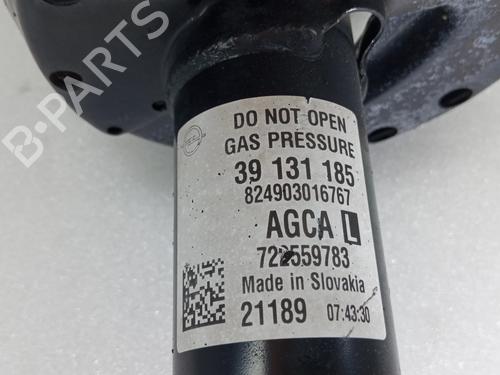 DO NOT OPEN
GAS PRESSURE
39 131 185
824903016767
AGCA L
722559783
Made in Slovakia
21189 07:43:30
B-PARTS